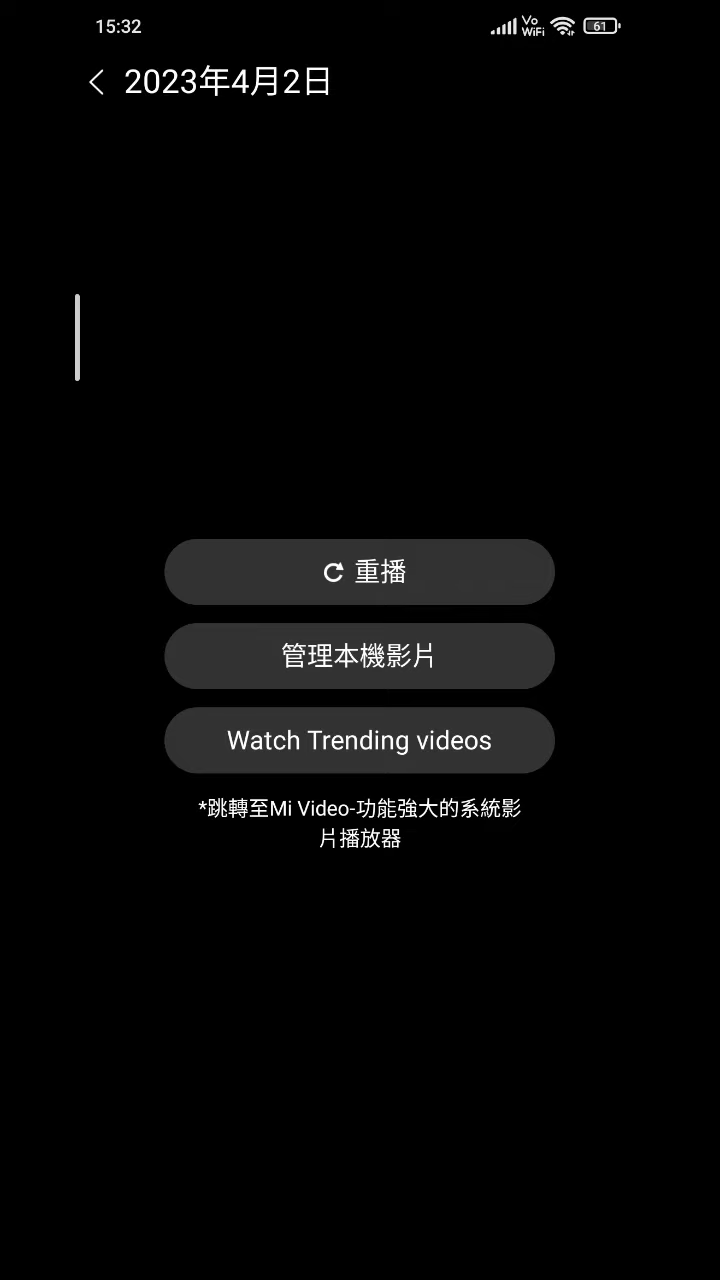 15:32
Vo
WiFi
61
2023年4月2日
重播
管理本機影片
Watch Trending videos
*跳轉至Mi Video-功能強大的系統影
片播放器